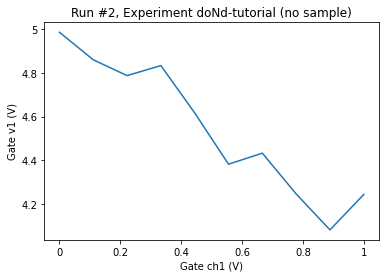 Run #2, Experiment doNd-tutorial (no sample)
5
4.8
4.6
4.4
4.2
Gate v1 (V)
0 0.2 0.4 0.6 0.8 1
Gate ch1 (V)